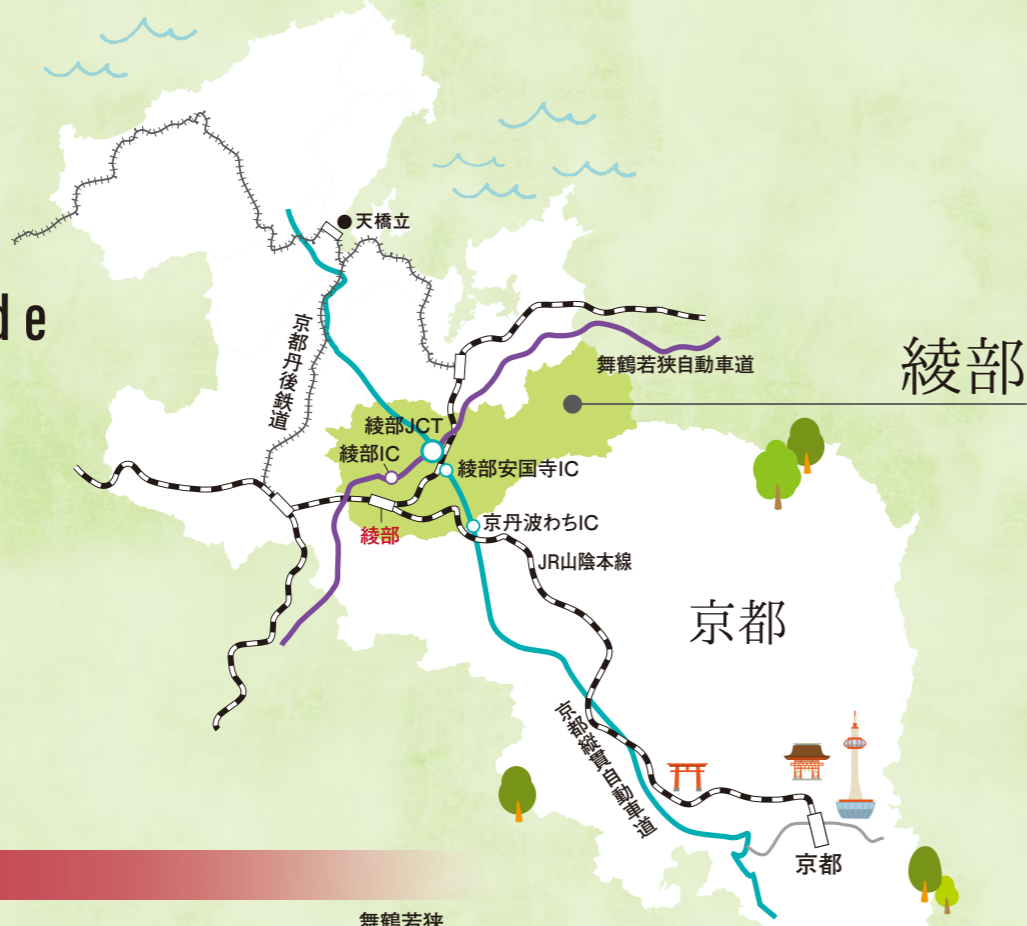 天橋立
de
京都丹後鉄道
舞鶴若狭自動車道
綾部
綾部JCT
綾部IC
綾部安国寺IC
綾部
京丹波わちIC
JR山陰本線
京都
京都縦貫自動車道
京都
舞鶴若狭